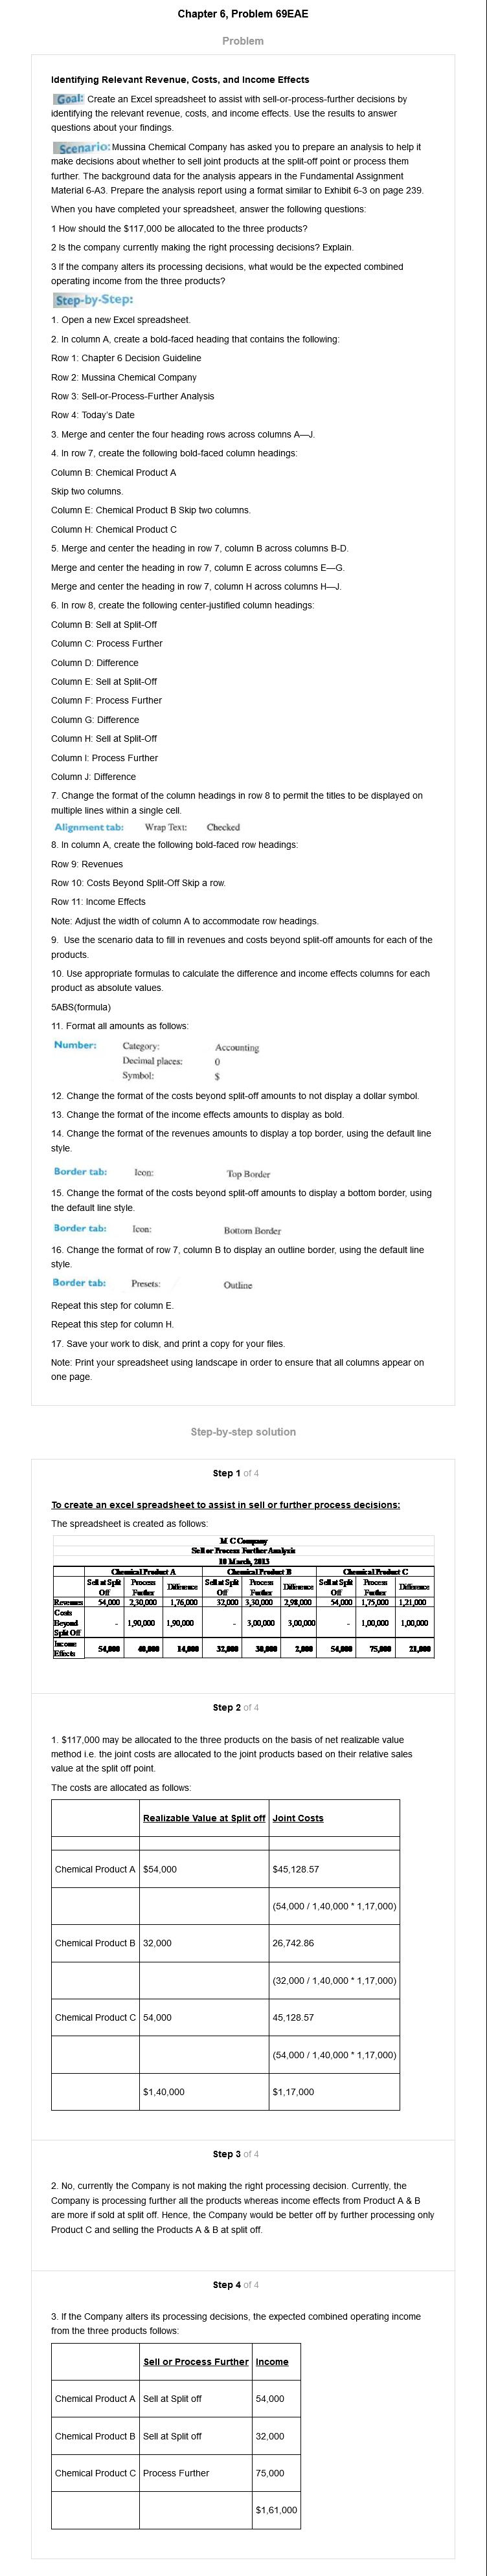 Chapter 6, Problem 69EAE
Problem
Identifying Relevant Revenue, Costs, and Income Effects
Goal: Create an Excel spreadsheet to assist with sell-or-process-further decisions by
identifying the relevant revenue, costs, and income effects. Use the results to answer
questions about your findings.
Scenario: Mussina Chemical Company has asked you to prepare an analysis to help it
make decisions about whether to sell joint products at the split-off point or process them
further. The background data for the analysis appears in the Fundamental Assignment
Material 6-A3. Prepare the analysis report using a format similar to Exhibit 6-3 on page 239.
When you have completed your spreadsheet, answer the following questions:
1 How should the $117,000 be allocated to the three products?
2 Is the company currently making the right processing decisions? Explain.
3 If the company alters its processing decisions, what would be the expected combined
operating income from the three products?
Step-by-Step:
1. Open a new Excel spreadsheet.
2. In column A, create a bold-faced heading that contains the following:
Row 1: Chapter 6 Decision Guideline
Row 2: Mussina Chemical Company
Row 3: Sell-or-Process-Further Analysis
Row 4: Today's Date
3. Merge and center the four heading rows across columns A—J.
4. In row 7, create the following bold-faced column headings:
Column B: Chemical Product A
Skip two columns.
Column E: Chemical Product B Skip two columns.
Column H: Chemical Product C
5. Merge and center the heading in row 7, column B across columns B-D.
Merge and center the heading in row 7, column E across columns E—G.
Merge and center the heading in row 7, column H across columns H—J.
6. In row 8, create the following center-justified column headings:
Column B: Sell at Split-Off
Column C: Process Further
Column D: Difference
Column E: Sell at Split-Off
Column F: Process Further
Column G: Difference
Column H: Sell at Split-Off
Column I: Process Further
Column J: Difference
7. Change the format of the column headings in row 8 to permit the titles to be displayed on
multiple lines within a single cell.
Alignment tab: Wrap Text: Checked
8. In column A, create the following bold-faced row headings:
Row 9: Revenues
Row 10: Costs Beyond Split-Off Skip a row.
Row 11: Income Effects
Note: Adjust the width of column A to accommodate row headings.
9. Use the scenario data to fill in revenues and costs beyond split-off amounts for each of the
products.
10. Use appropriate formulas to calculate the difference and income effects columns for each
product as absolute values.
5ABS(formula)
11. Format all amounts as follows:
Number: Category: Accounting
Decimal places: 0
Symbol: $
12. Change the format of the costs beyond split-off amounts to not display a dollar symbol.
13. Change the format of the income effects amounts to display as bold.
14. Change the format of the revenues amounts to display a top border, using the default line
style.
Border tab: Icon: Top Border
15. Change the format of the costs beyond split-off amounts to display a bottom border, using
the default line style.
Border tab: Icon: Bottom Border
16. Change the format of row 7, column B to display an outline border, using the default line
style.
Border tab: Presets: Outline
Repeat this step for column E.
Repeat this step for column H.
17. Save your work to disk, and print a copy for your files.
Note: Print your spreadsheet using landscape in order to ensure that all columns appear on
one page.
Step-by-step solution
Step 1 of 4
To create an excel spreadsheet to assist in sell or further process decisions:
The spreadsheet is created as follows:
M C Company
Sell or Process Further Analysis
10 March, 2013
Chemical Product A Chemical Product B Chemical Product C
Sell at Split Off Process Further Difference Sell at Split Off Process Further Difference Sell at Split Off Process Further Difference
Revenues 54,000 2,30,000 1,76,000 32,000 3,30,000 2,98,000 54,000 1,75,000 1,21,000
Costs Beyond Split Off - 1,90,000 1,90,000 - 3,00,000 3,00,000 - 1,00,000 1,00,000
Income Effects 54,000 40,000 14,000 32,000 30,000 2,000 54,000 75,000 21,000
Step 2 of 4
1. $117,000 may be allocated to the three products on the basis of net realizable value
method i.e. the joint costs are allocated to the joint products based on their relative sales
value at the split off point.
The costs are allocated as follows:
Realizable Value at Split off Joint Costs
Chemical Product A $54,000 $45,128.57
(54,000 / 1,40,000 * 1,17,000)
Chemical Product B 32,000 26,742.86
(32,000 / 1,40,000 * 1,17,000)
Chemical Product C 54,000 45,128.57
(54,000 / 1,40,000 * 1,17,000)
$1,40,000 $1,17,000
Step 3 of 4
2. No, currently the Company is not making the right processing decision. Currently, the
Company is processing further all the products whereas income effects from Product A & B
are more if sold at split off. Hence, the Company would be better off by further processing only
Product C and selling the Products A & B at split off.
Step 4 of 4
3. If the Company alters its processing decisions, the expected combined operating income
from the three products follows:
Sell or Process Further Income
Chemical Product A Sell at Split off 54,000
Chemical Product B Sell at Split off 32,000
Chemical Product C Process Further 75,000
$1,61,000